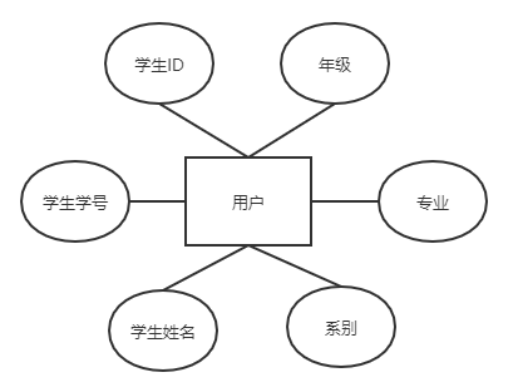 学生ID
年级
学生学号
用户
专业
学生姓名
系别